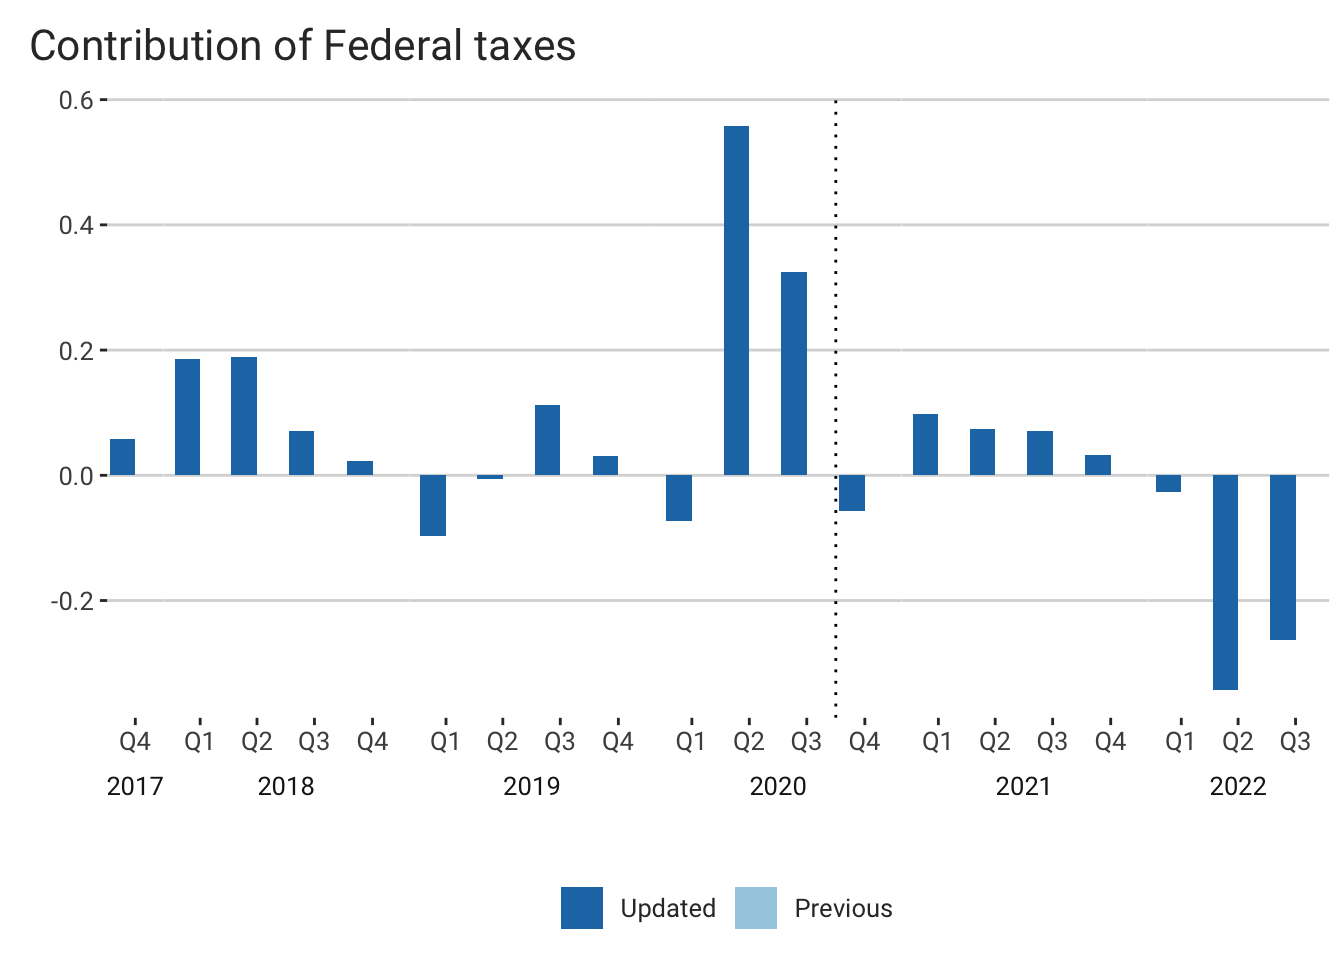 Contribution of Federal taxes
0.6
0.4
0.2
0.0
-0.2
Q4 Q1 Q2 Q3 Q4 Q1 Q2 Q3 Q4 Q1 Q2 Q3 Q4 Q1 Q2 Q3 Q4 Q1 Q2 Q3
2017 2018 2019 2020 2021 2022
Updated Previous